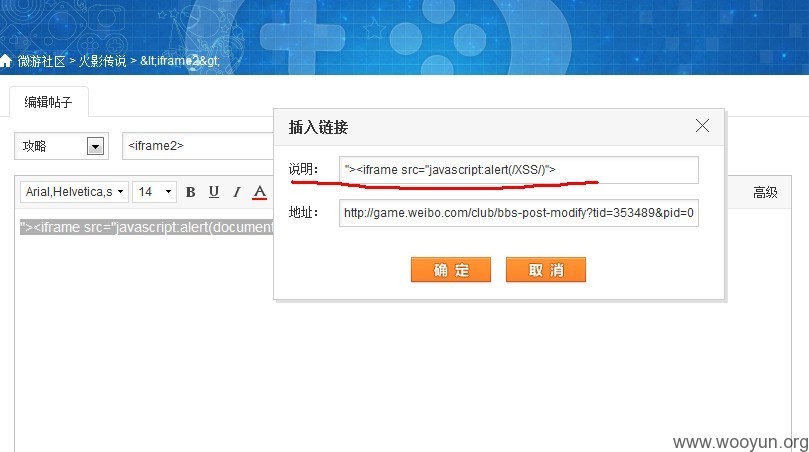 微游社区 > 火影传说 > &lt;iframe2&gt;
编辑帖子
插入链接
攻略
<iframe2>
说明：
"><iframe src="javascript:alert(/XSS/)">
Arial,Helvetica,s
14
B U I A
高级
地址：
http://game.weibo.com/club/bbs-post-modify?tid=353489&pid=0
"><iframe src="javascript:alert(document
确 定
取 消
www.wooyun.org